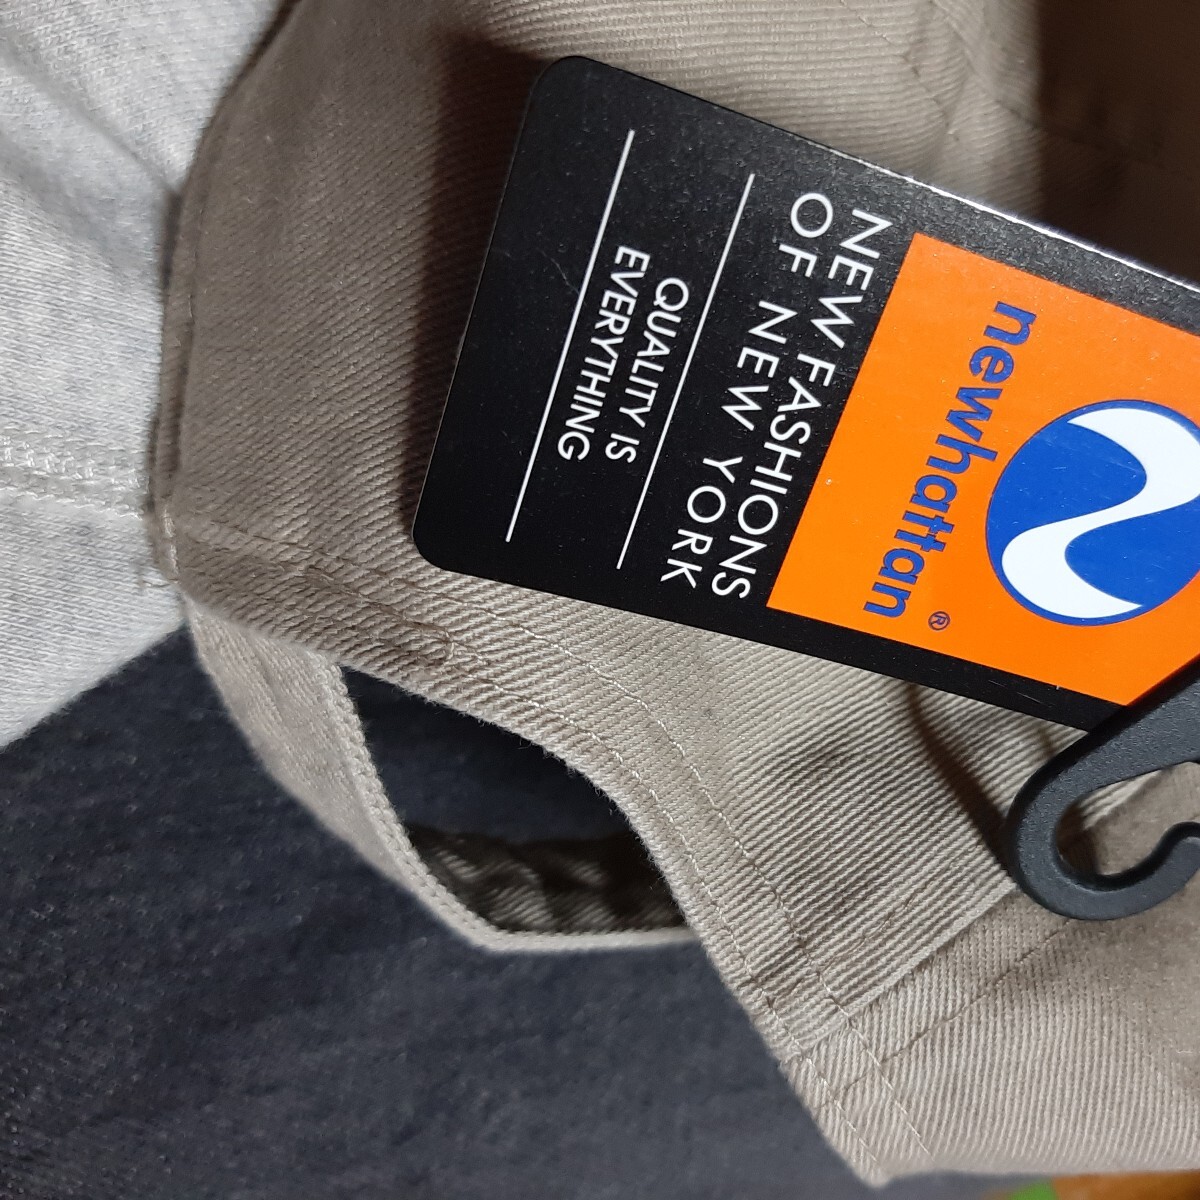 newhattan®
NEW FASHIONS
OF NEW YORK
QUALITY IS
EVERYTHING